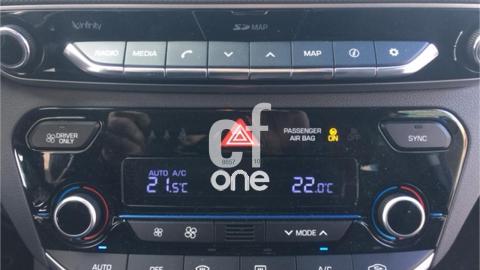 infinity
SD MAP
RADIO MEDIA MAP
DRIVER ONLY
PASSENGER AIR BAG ON
SYNC
cf one
AUTO A/C
21.5°C 22.0°C
MODE
AUTO OFF A/C